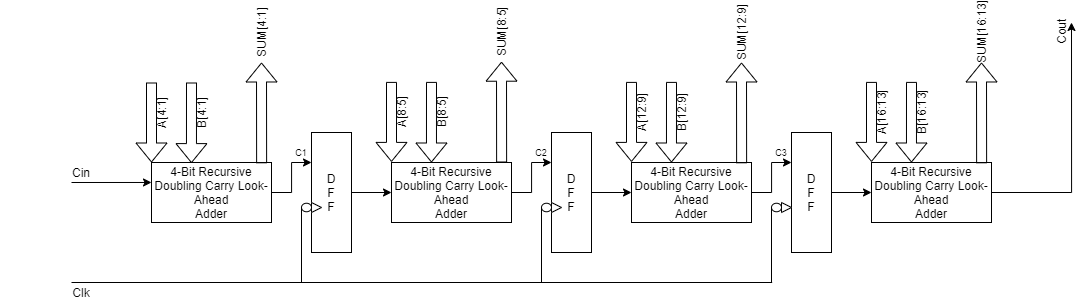 SUM[4:1]
SUM[8:5]
SUM[12:9]
SUM[16:13]
Cout
A[4:1]
B[4:1]
A[8:5]
B[8:5]
A[12:9]
B[12:9]
A[16:13]
B[16:13]
C1
C2
C3
Cin
4-Bit Recursive
Doubling Carry Look-
Ahead
Adder
D
F
F
4-Bit Recursive
Doubling Carry Look-
Ahead
Adder
D
F
F
4-Bit Recursive
Doubling Carry Look-
Ahead
Adder
D
F
F
4-Bit Recursive
Doubling Carry Look-
Ahead
Adder
Clk